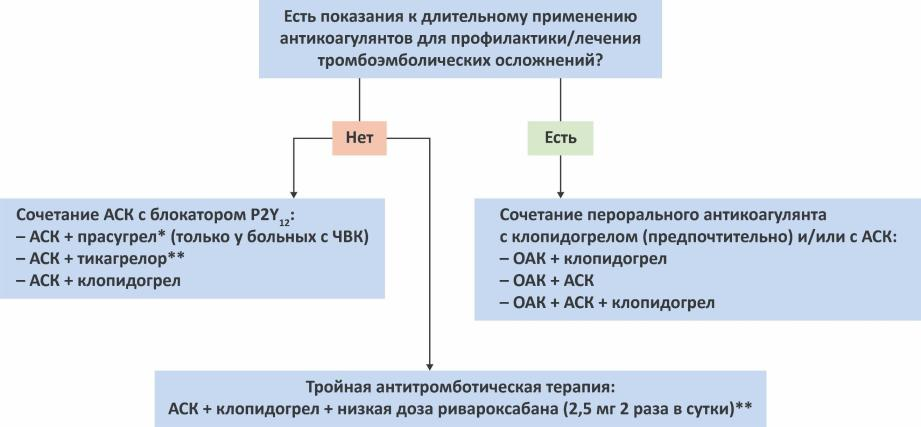 Есть показания к длительному применению
антикоагулянтов для профилактики/лечения
тромбоэмболических осложнений?
Нет
Есть
Сочетание АСК с блокатором P2Y₁₂:
– АСК + прасугрел* (только у больных с ЧВК)
– АСК + тикагрелор**
– АСК + клопидогрел
Сочетание перорального антикоагулянта
с клопидогрелом (предпочтительно) и/или с АСК:
– ОАК + клопидогрел
– ОАК + АСК
– ОАК + АСК + клопидогрел
Тройная антитромботическая терапия:
АСК + клопидогрел + низкая доза ривароксабана (2,5 мг 2 раза в сутки)**